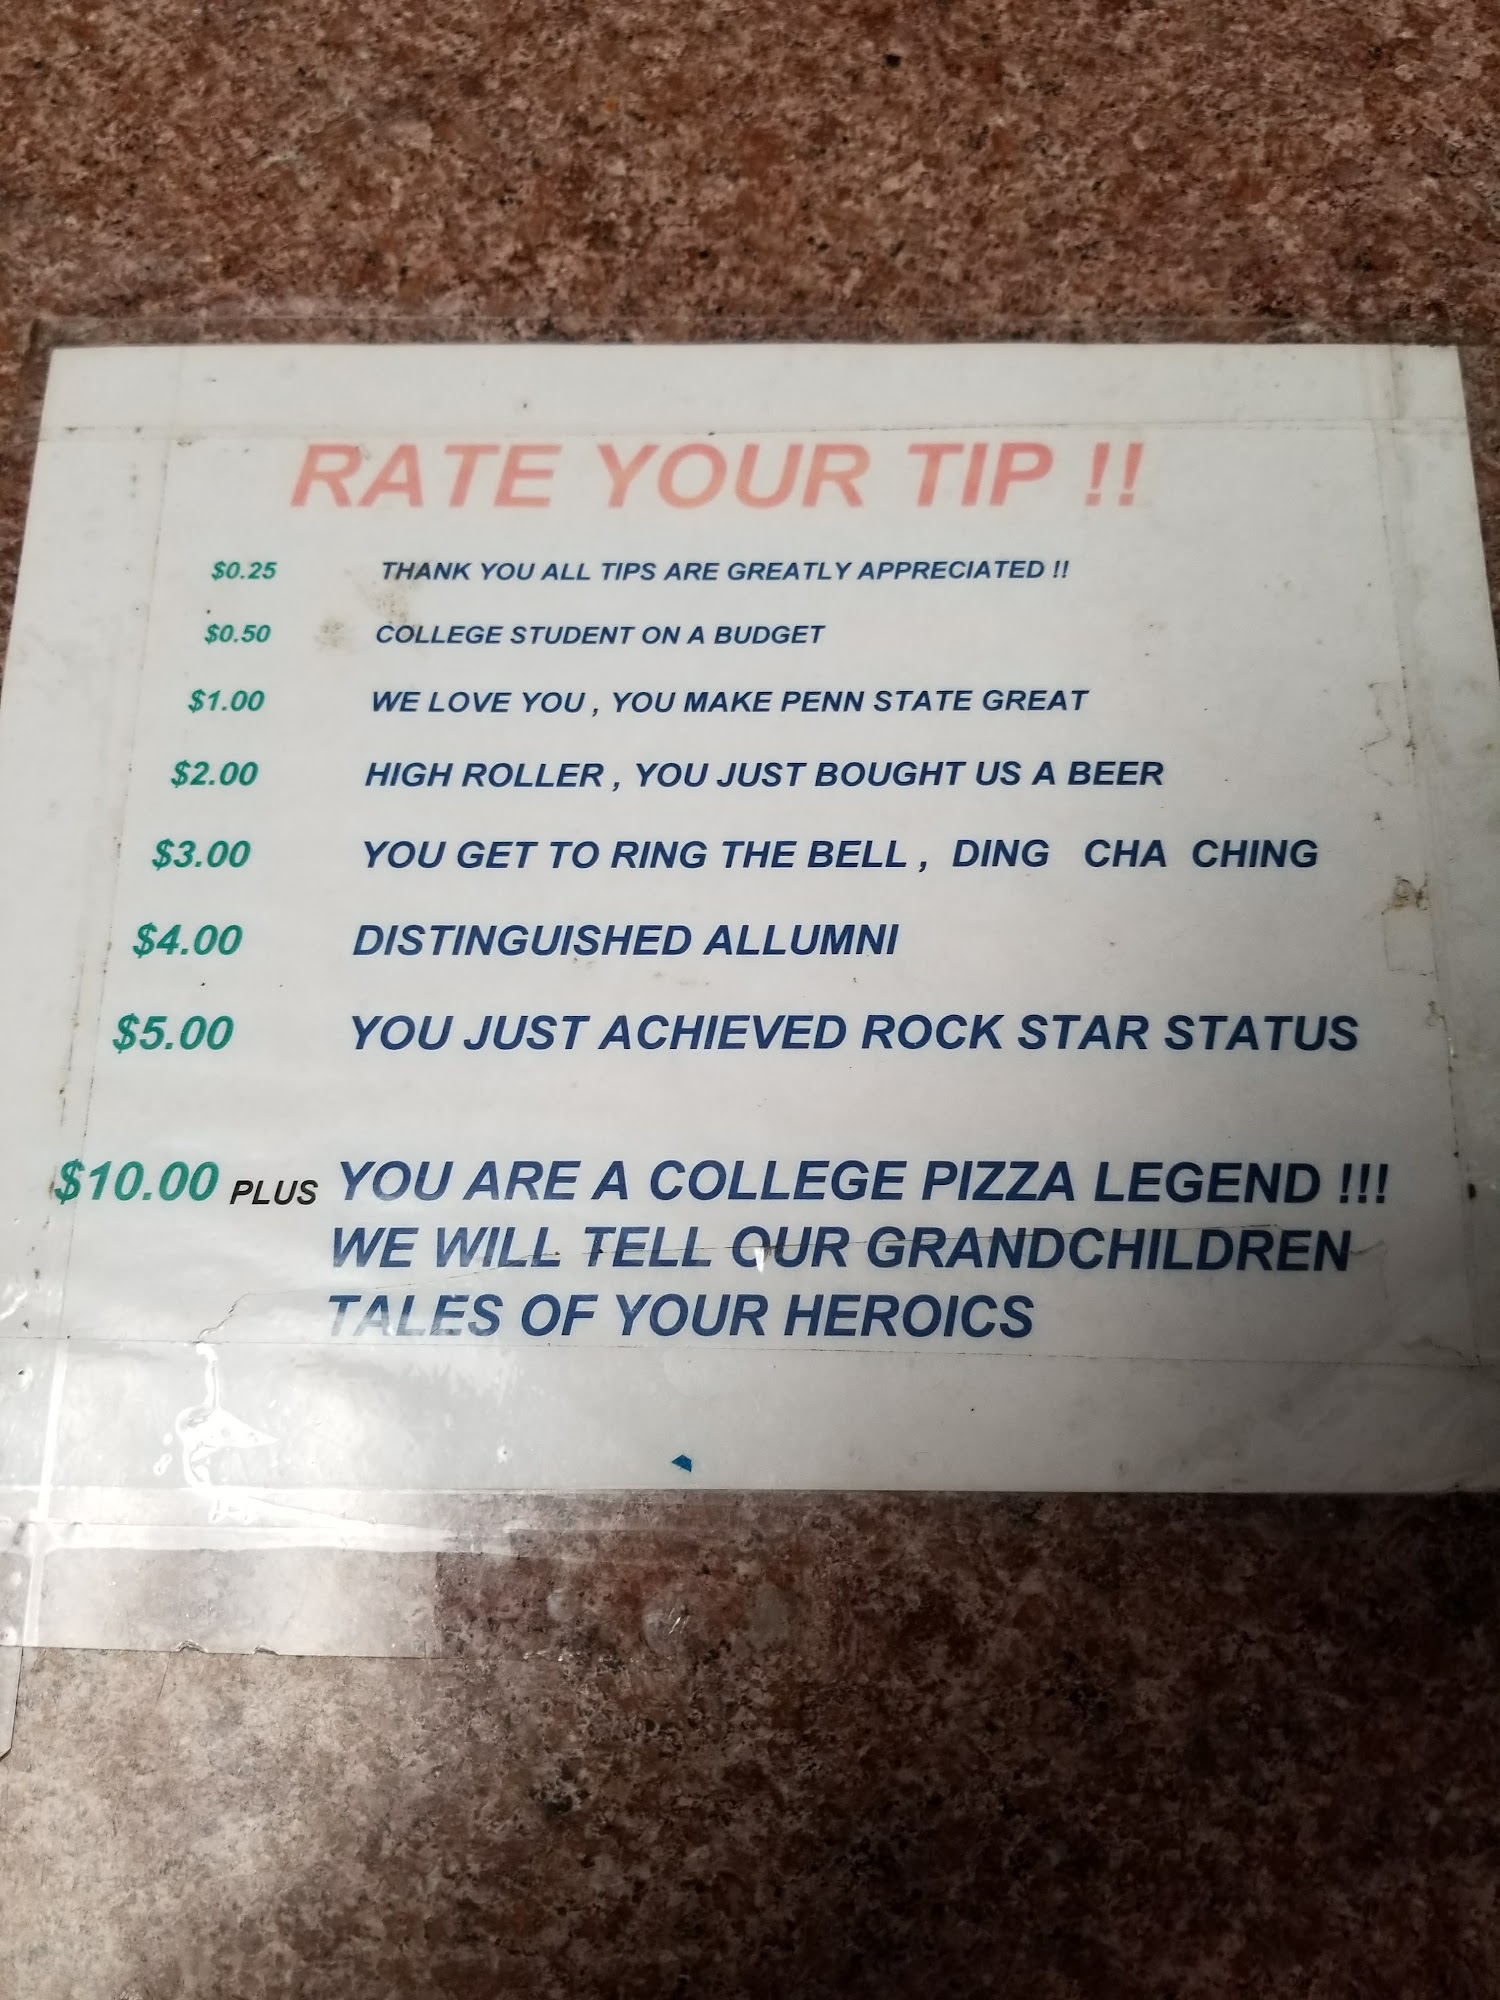 RATE YOUR TIP !!
$0.25 THANK YOU ALL TIPS ARE GREATLY APPRECIATED !!
$0.50 COLLEGE STUDENT ON A BUDGET
$1.00 WE LOVE YOU , YOU MAKE PENN STATE GREAT
$2.00 HIGH ROLLER , YOU JUST BOUGHT US A BEER
$3.00 YOU GET TO RING THE BELL , DING CHA CHING
$4.00 DISTINGUISHED ALLUMNI
$5.00 YOU JUST ACHIEVED ROCK STAR STATUS
$10.00 PLUS YOU ARE A COLLEGE PIZZA LEGEND !!!
WE WILL TELL OUR GRANDCHILDREN
TALES OF YOUR HEROICS